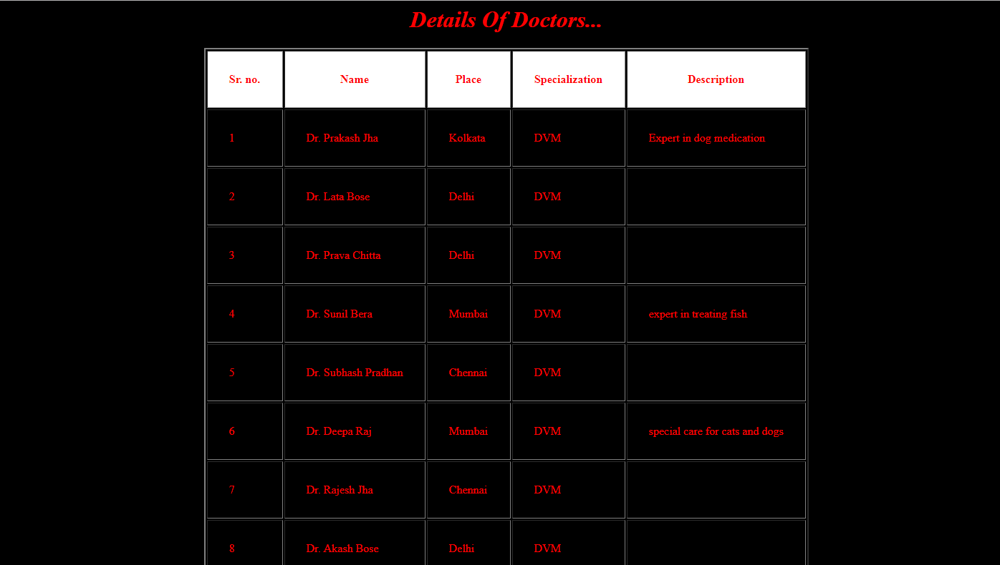 Details Of Doctors...
Sr. no. Name Place Specialization Description
1 Dr. Prakash Jha Kolkata DVM Expert in dog medication
2 Dr. Lata Bose Delhi DVM
3 Dr. Prava Chitta Delhi DVM
4 Dr. Sunil Bera Mumbai DVM expert in treating fish
5 Dr. Subhash Pradhan Chennai DVM
6 Dr. Deepa Raj Mumbai DVM special care for cats and dogs
7 Dr. Rajesh Jha Chennai DVM
8 Dr. Akash Bose Delhi DVM